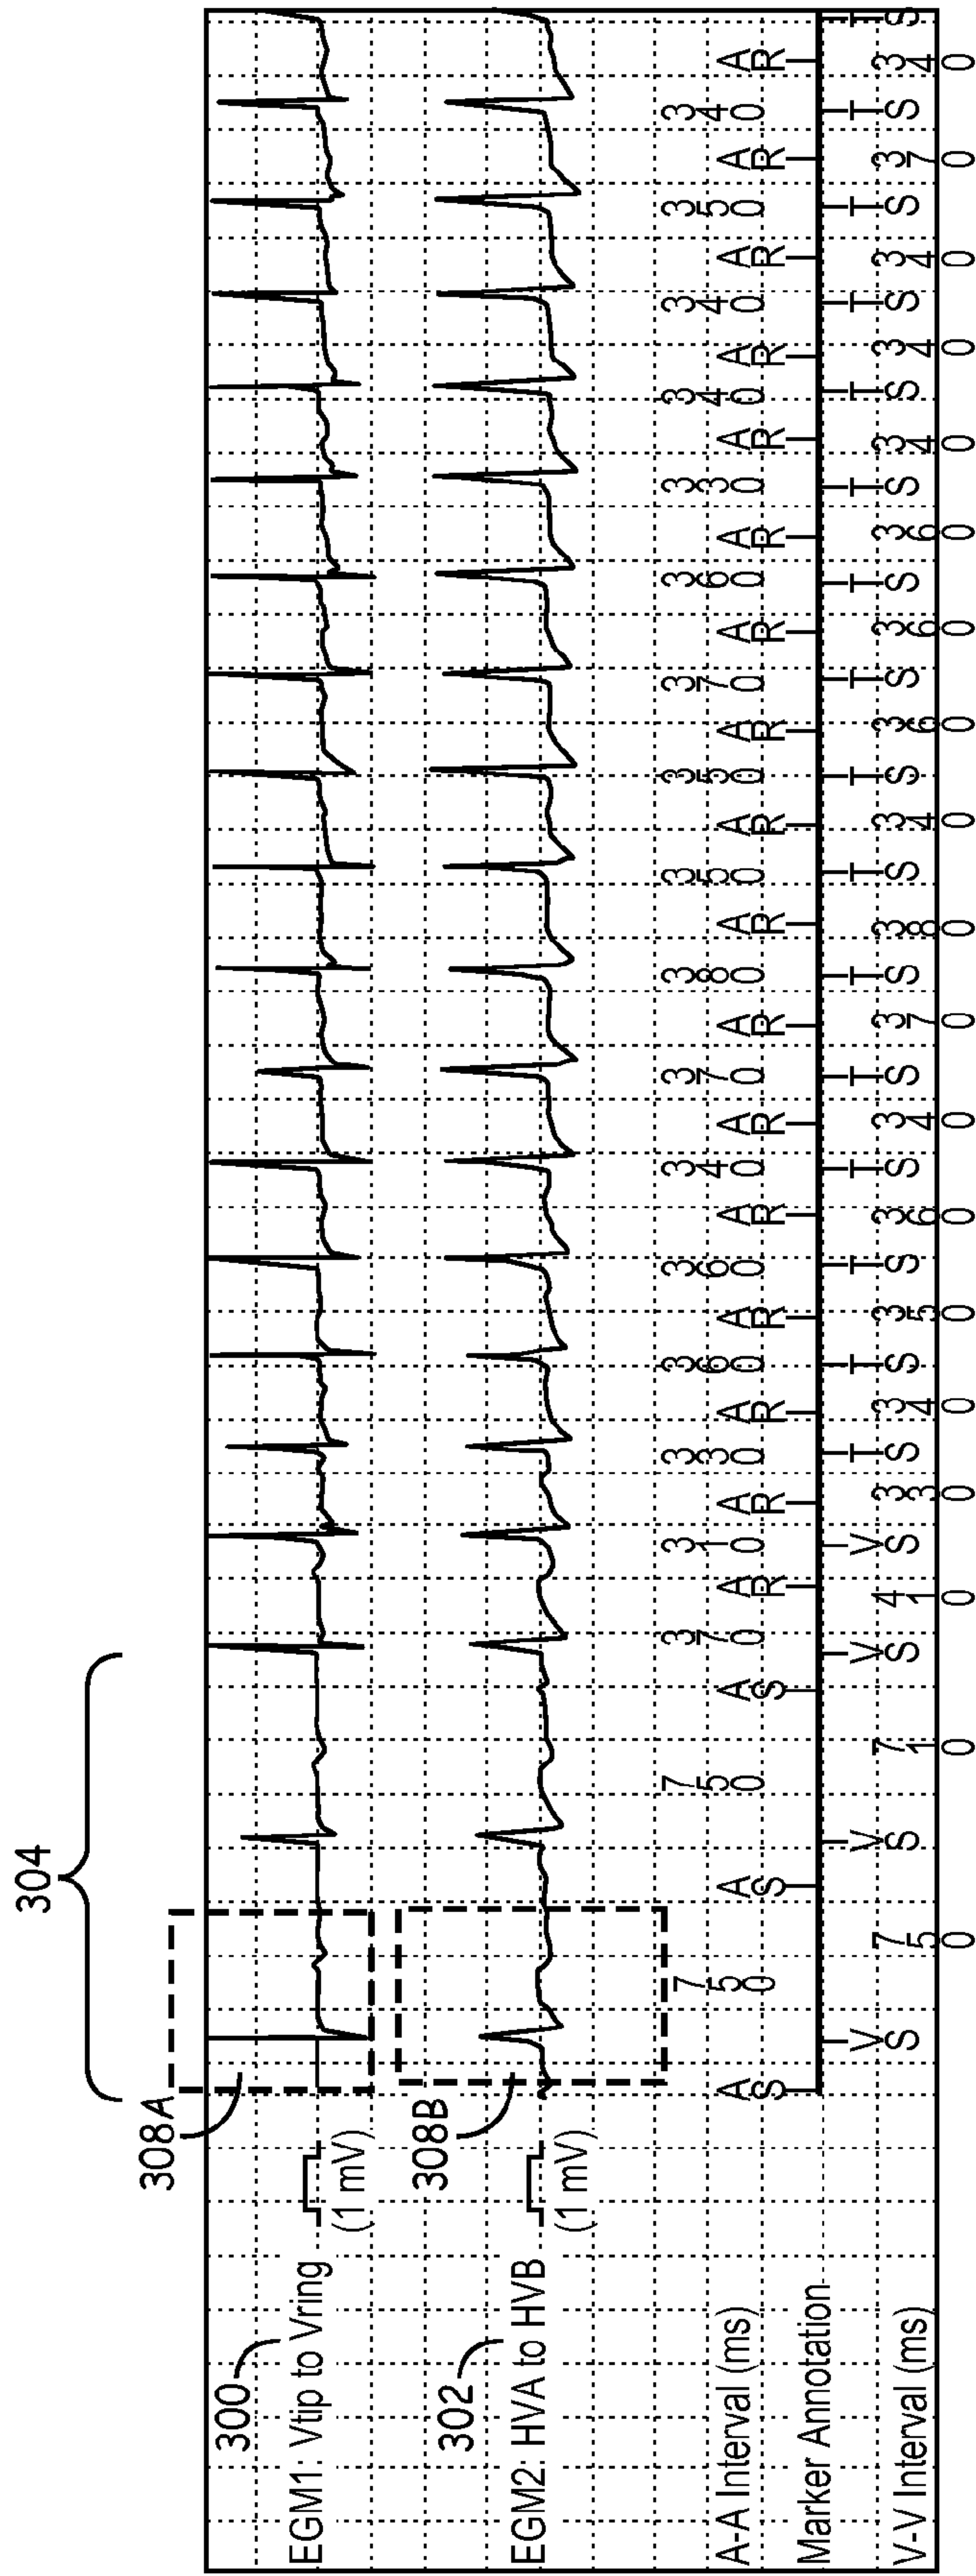 304
308A
300
EGM1: Vtip to Vring
(1 mV)
308B
302
EGM2: HVA to HVB
(1 mV)
A-A Interval (ms) 750 750 370 310 330 360 360 340 370 380 350 350 370 360 330 340 340 350 340
Marker Annotation AS AS AS AR AR AR AR AR AR AR AR AR AR AR AR AR AR AR AR AR
VS VS VS VS TS TS TS TS TS TS TS TS TS TS TS TS TS TS TS TS
V-V Interval (ms) 750 710 410 330 340 350 360 340 370 380 340 360 360 360 340 340 340 370 340